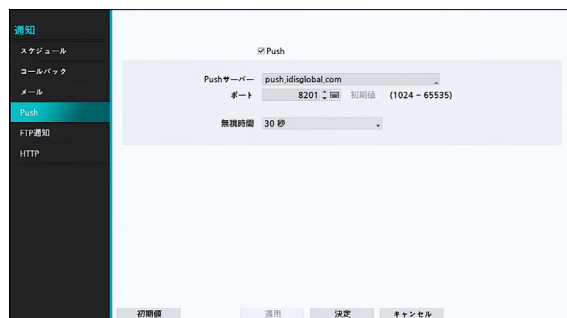 通知
スケジュール
コールバック
メール
Push
FTP通知
HTTP
☑ Push
Pushサーバー push.idisglobal.com
ポート 8201 初期値 (1024 ~ 65535)
無視時間 30 秒
初期値 適用 決定 キャンセル